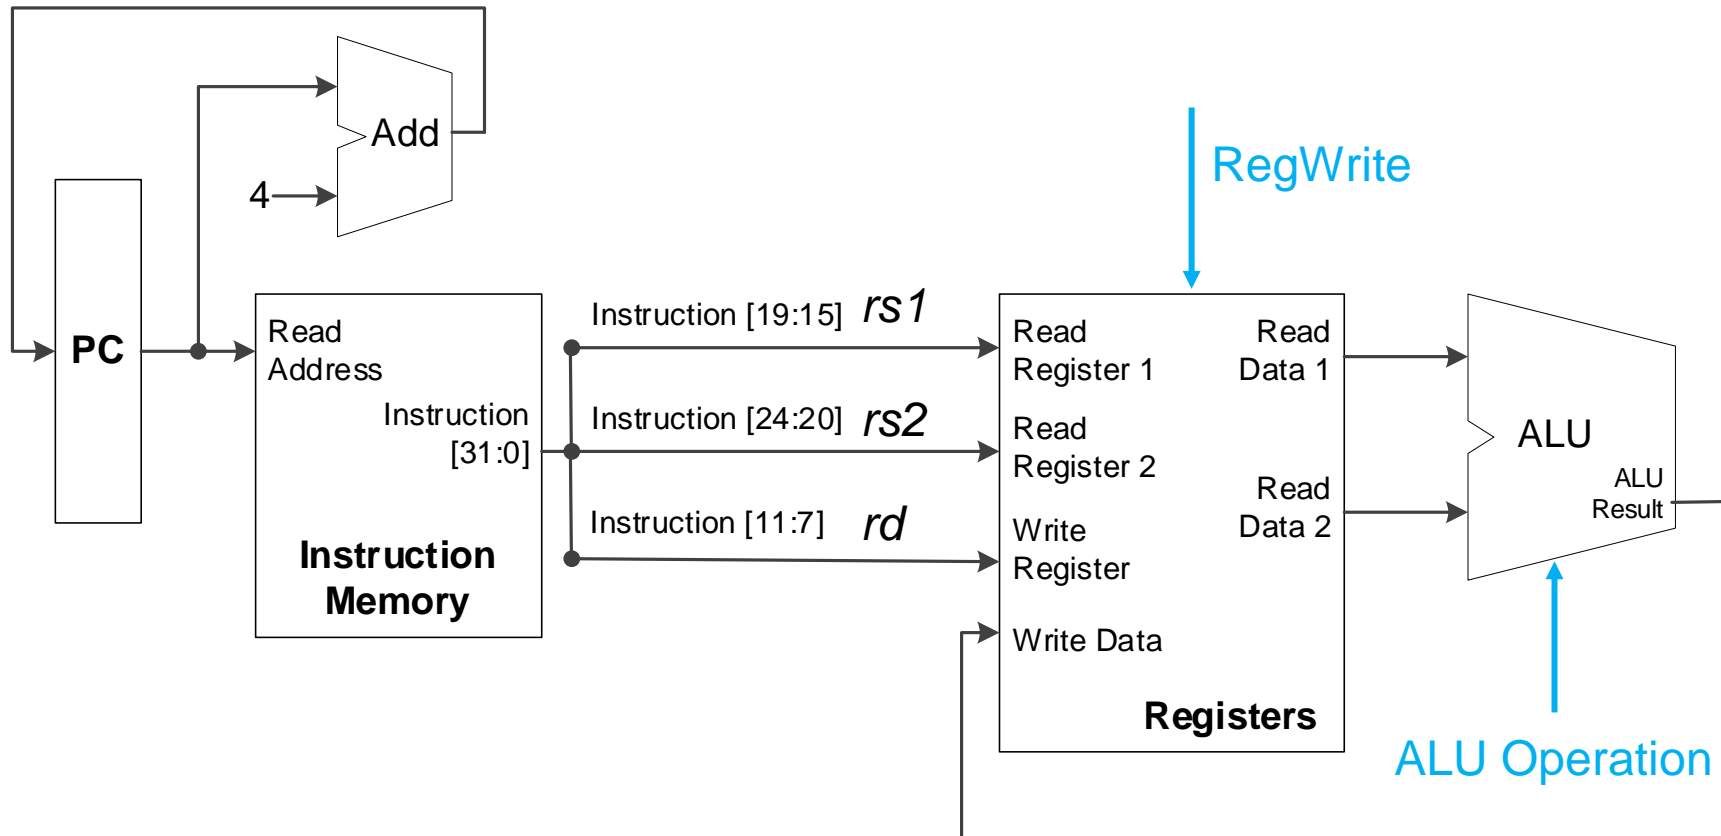 Add
4
RegWrite
PC
Read
Address
Instruction
[31:0]
Instruction
Memory
Instruction [19:15] rs1
Instruction [24:20] rs2
Instruction [11:7] rd
Read
Register 1
Read
Register 2
Write
Register
Write Data
Read
Data 1
Read
Data 2
Registers
ALU
ALU
Result
ALU Operation